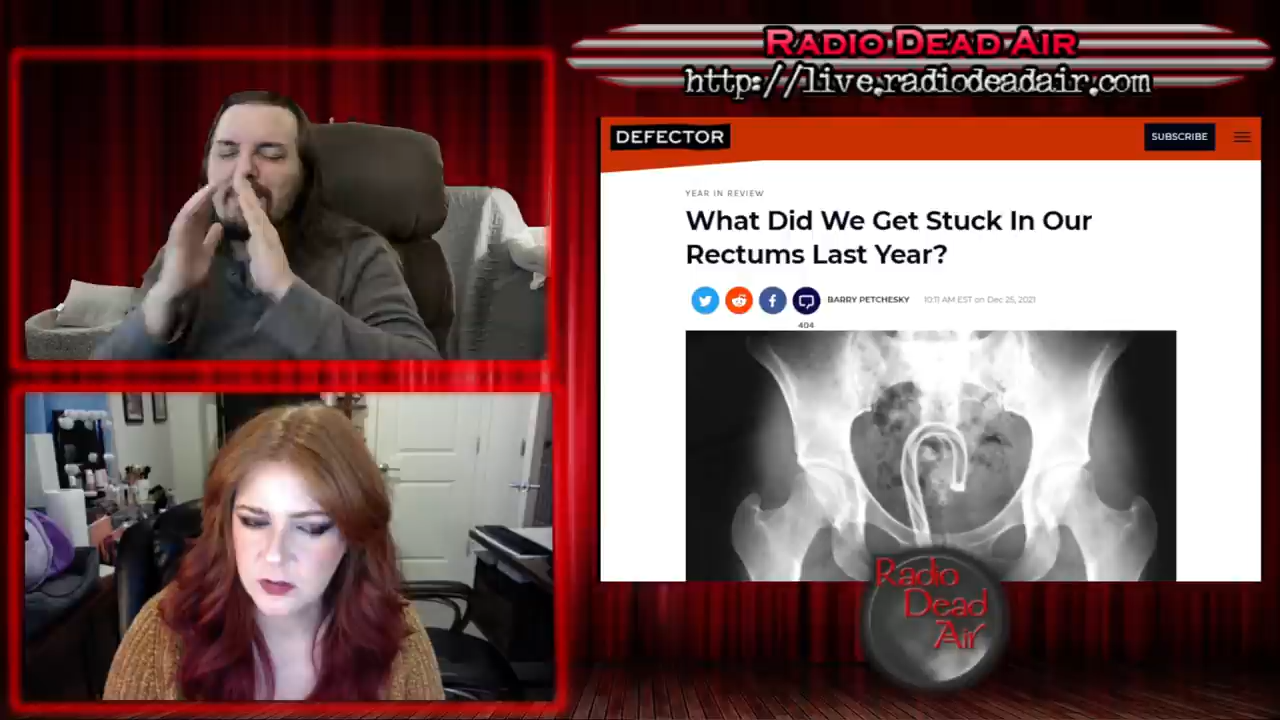 RADIO DEAD AIR
http://live.radiodeadair.com
DEFECTOR
SUBSCRIBE
YEAR IN REVIEW
What Did We Get Stuck In Our
Rectums Last Year?
BARRY PETCHESKY
10:11 AM EST on Dec 25, 2021
404
Radio
Dead
Air